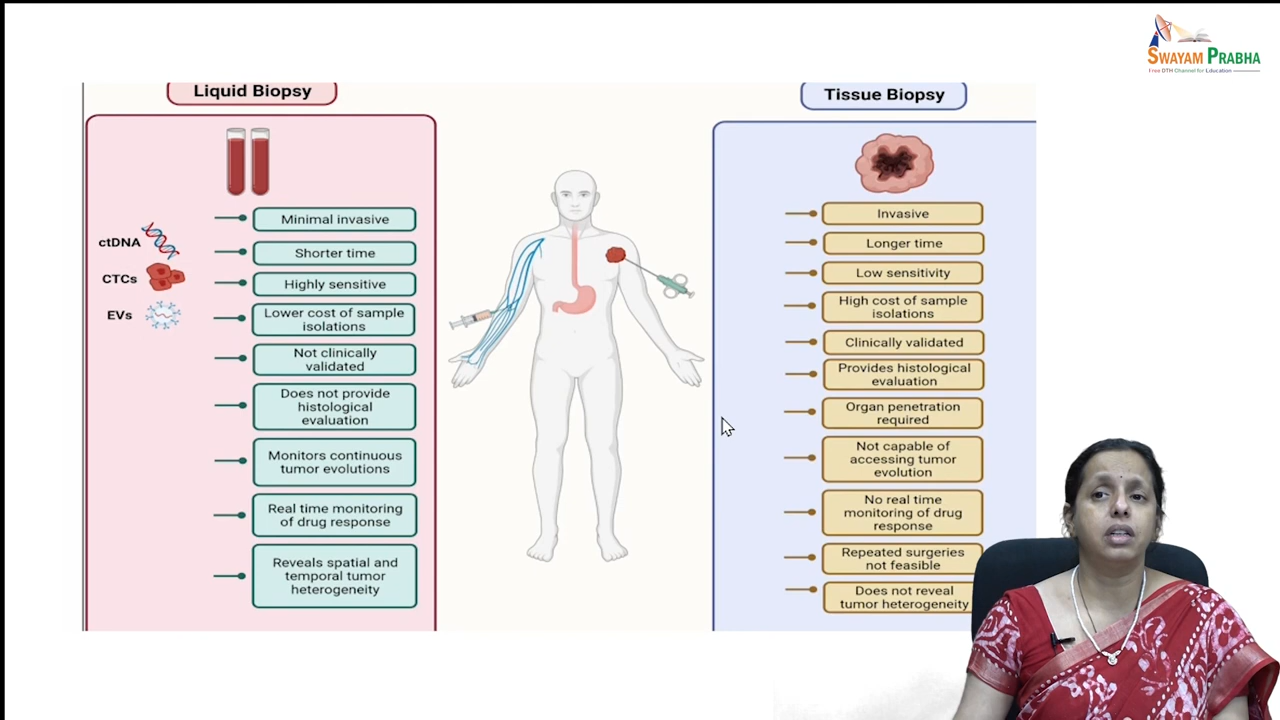 SWAYAM PRABHA
Free DTH Channel for Education
Liquid Biopsy
ctDNA
CTCs
EVs
Minimal invasive
Shorter time
Highly sensitive
Lower cost of sample
isolations
Not clinically
validated
Does not provide
histological
evaluation
Monitors continuous
tumor evolutions
Real time monitoring
of drug response
Reveals spatial and
temporal tumor
heterogeneity
Tissue Biopsy
Invasive
Longer time
Low sensitivity
High cost of sample
isolations
Clinically validated
Provides histological
evaluation
Organ penetration
required
Not capable of
accessing tumor
evolution
No real time
monitoring of drug
response
Repeated surgeries
not feasible
Does not reveal
tumor heterogeneity